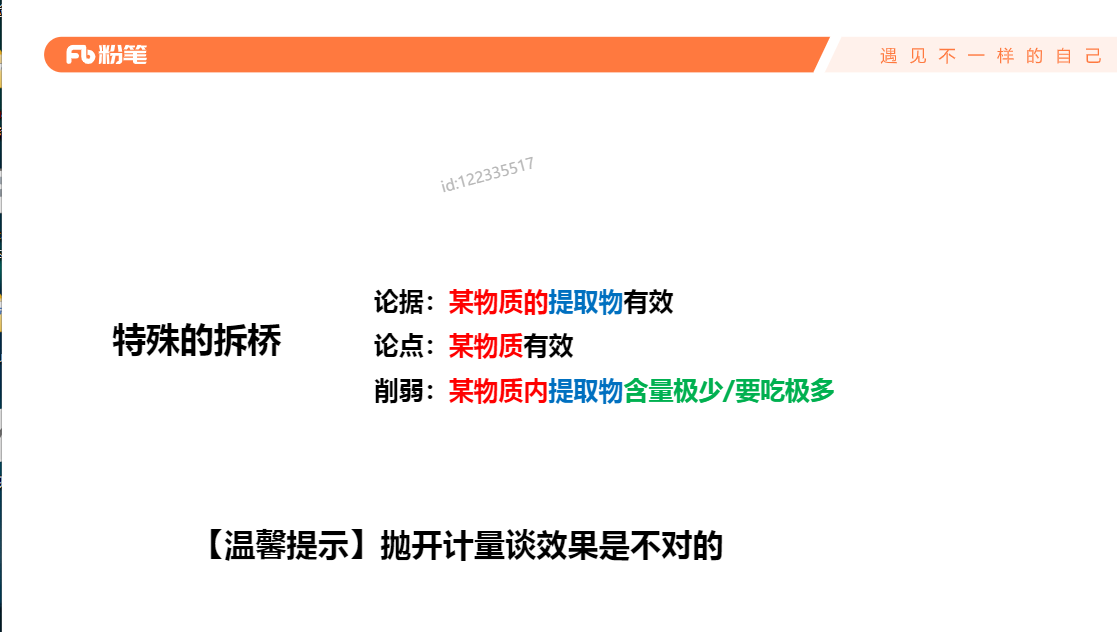 粉笔
遇见不一样的自己
id:122335517
论据：某物质的提取物有效
特殊的拆桥
论点：某物质有效
削弱：某物质内提取物含量极少/要吃极多
【温馨提示】抛开计量谈效果是不对的